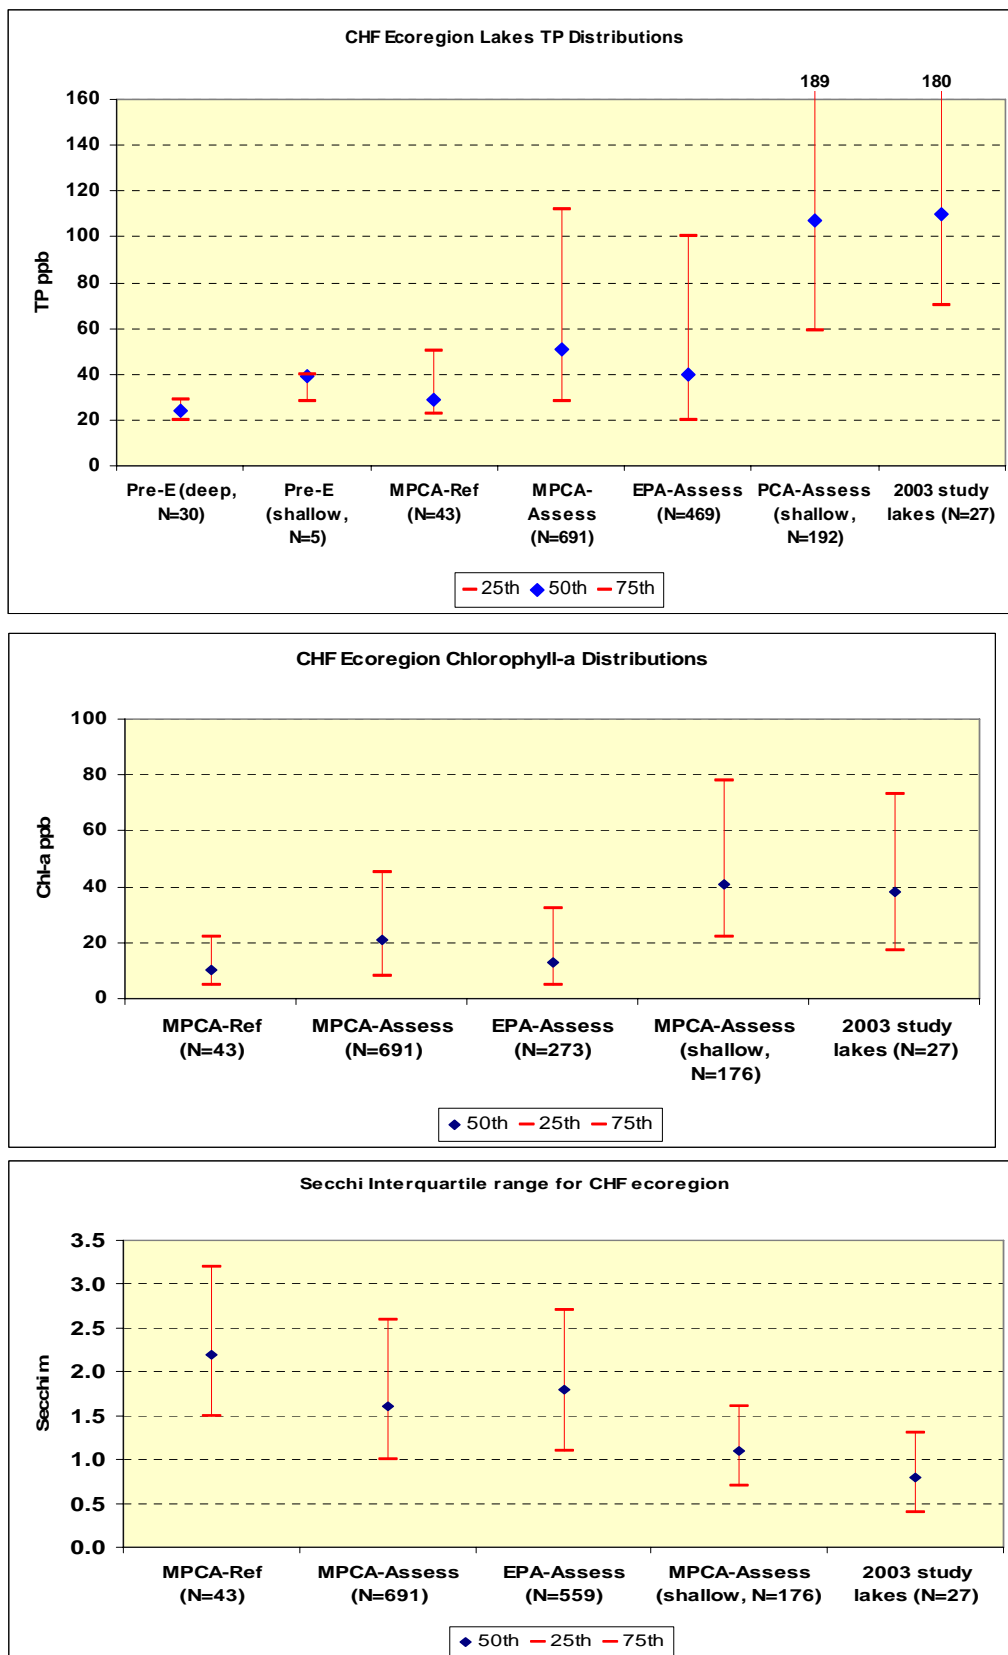 CHF Ecoregion Lakes TP Distributions
189 180
160
140
120
100
80
60
40
20
0
TP ppb
Pre-E (deep, N=30)
Pre-E (shallow, N=5)
MPCA-Ref (N=43)
MPCA-Assess (N=691)
EPA-Assess (N=469)
PCA-Assess (shallow, N=192)
2003 study lakes (N=27)
25th 50th 75th
CHF Ecoregion Chlorophyll-a Distributions
100
80
60
40
20
0
Chl-a ppb
MPCA-Ref (N=43)
MPCA-Assess (N=691)
EPA-Assess (N=273)
MPCA-Assess (shallow, N=176)
2003 study lakes (N=27)
50th 25th 75th
Secchi Interquartile range for CHF ecoregion
3.5
3.0
2.5
2.0
1.5
1.0
0.5
0.0
Secchi m
MPCA-Ref (N=43)
MPCA-Assess (N=691)
EPA-Assess (N=559)
MPCA-Assess (shallow, N=176)
2003 study lakes (N=27)
50th 25th 75th